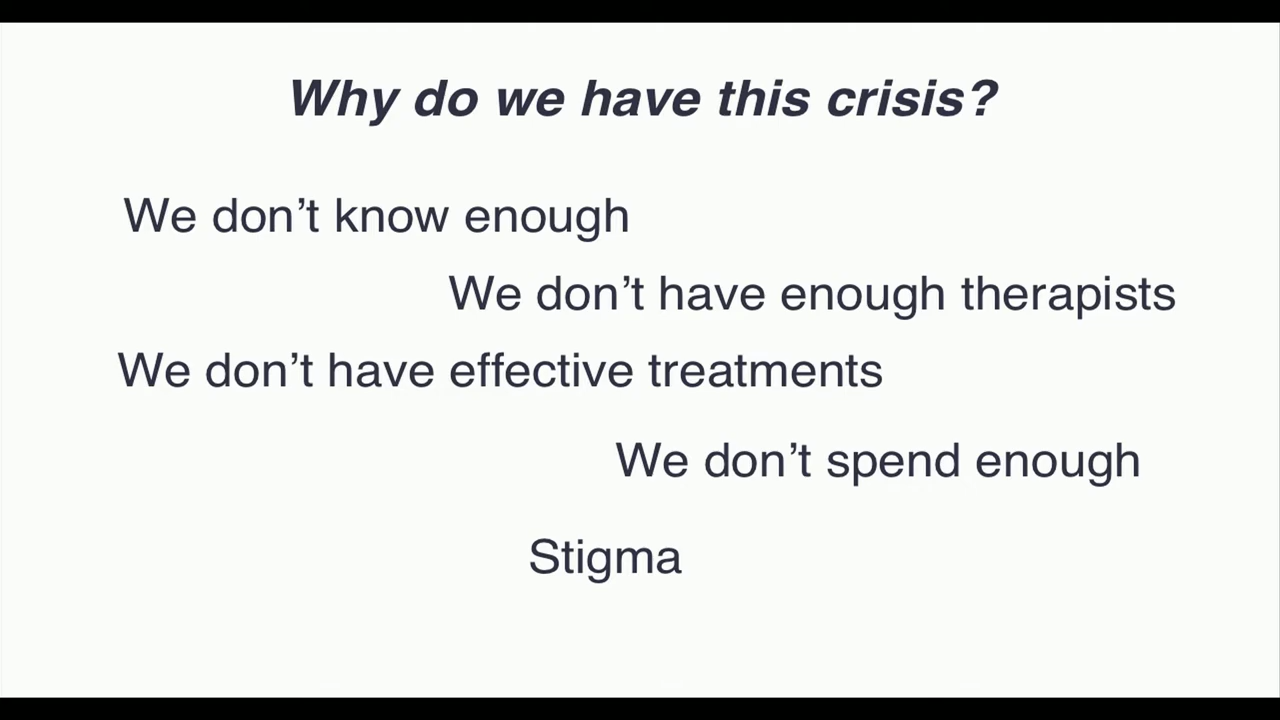 Why do we have this crisis?
We don’t know enough
We don’t have enough therapists
We don’t have effective treatments
We don’t spend enough
Stigma